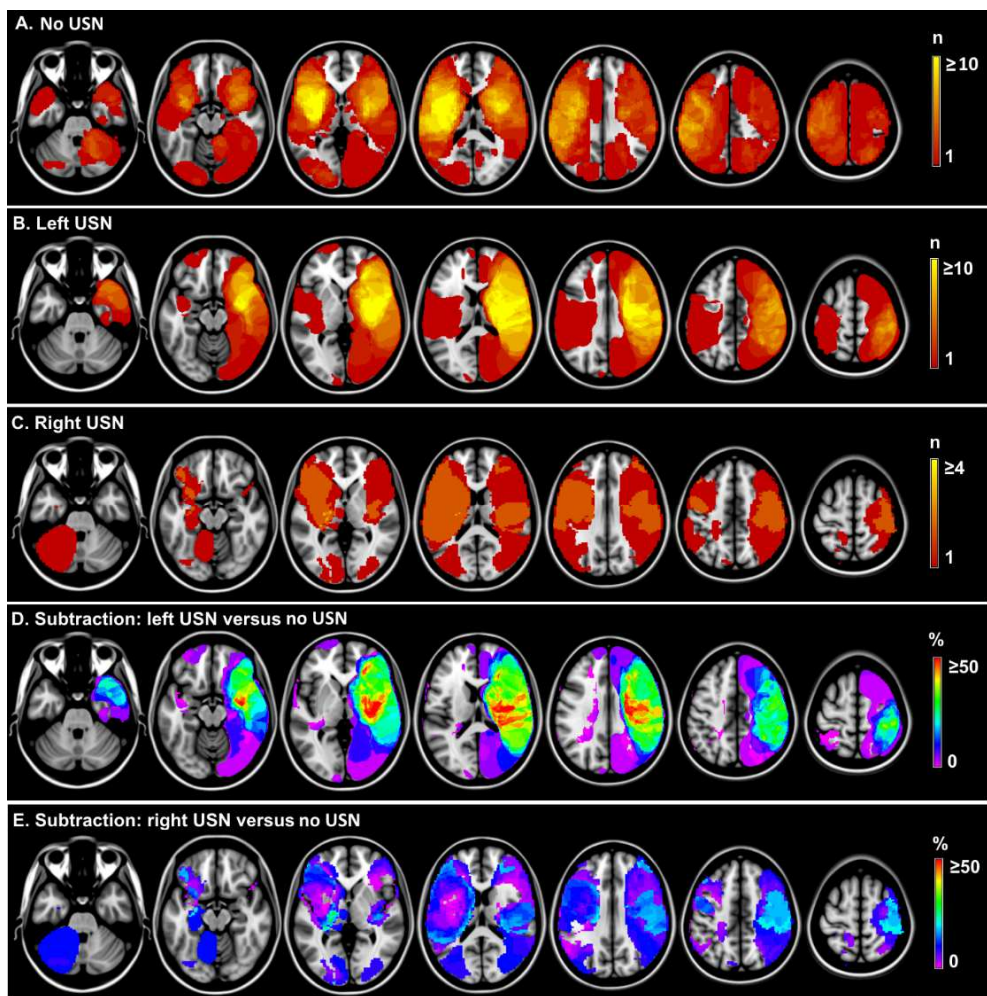 A. No USN
n
≥10
1
B. Left USN
n
≥10
1
C. Right USN
n
≥4
1
D. Subtraction: left USN versus no USN
%
≥50
0
E. Subtraction: right USN versus no USN
%
≥50
0